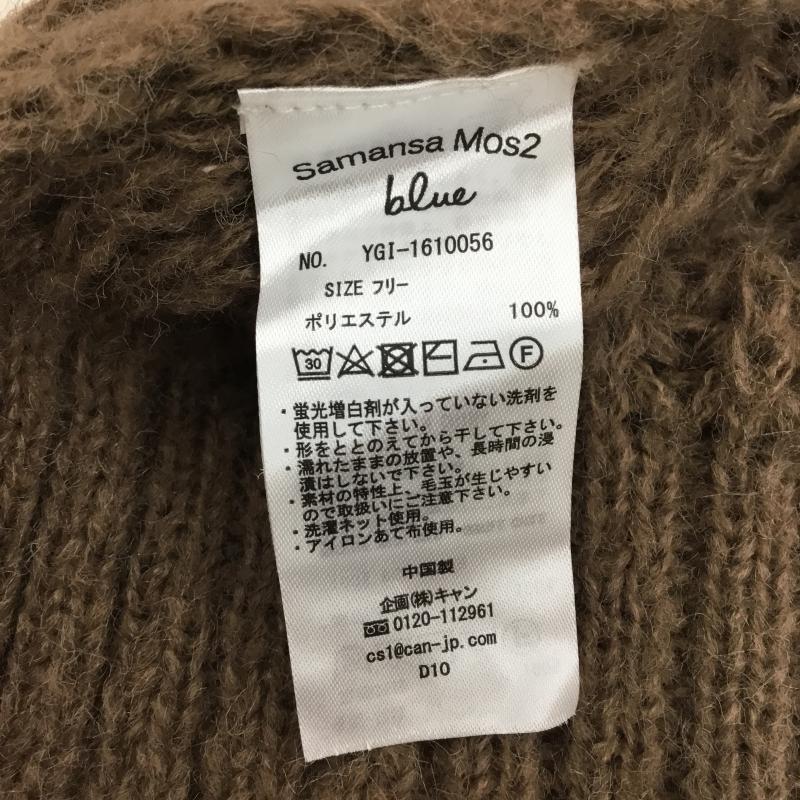 Samansa Mos2
blue
NO. YGI-1610056
SIZE フリー
ポリエステル 100%
30 F
・蛍光増白剤が入っていない洗剤を
使用して下さい。
・形をととのえてから干して下さい。
・濡れたままの放置や、長時間の浸
漬はしないで下さい。
・素材の特性上、毛玉が生じやすい
ので取扱いにご注意下さい。
・洗濯ネット使用。
・アイロンあて布使用。
中国製
企画(株)キャン
0120-112961
cs1@can-jp.com
D10